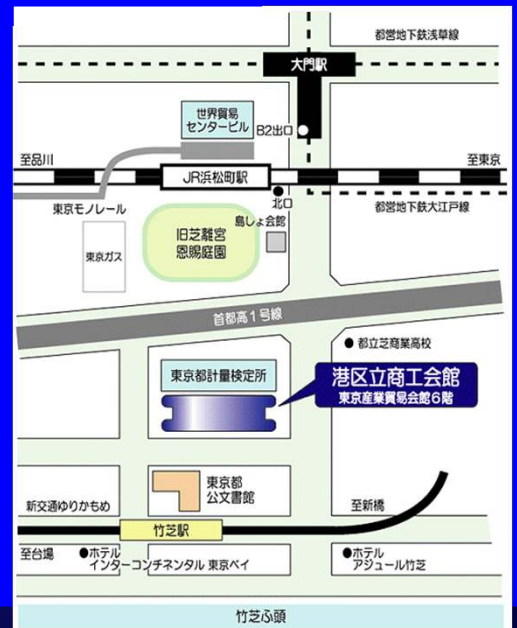 都営地下鉄浅草線
大門駅
世界貿易
センタービル
B2出口
至品川
至東京
JR浜松町駅
北口
東京モノレール
都営地下鉄大江戸線
島しょ会館
旧芝離宮
恩賜庭園
東京ガス
首都高1号線
都立芝商業高校
東京都計量検定所
港区立商工会館
東京産業貿易会館6階
東京都
公文書館
新交通ゆりかもめ
至新橋
竹芝駅
至台場
●ホテル
インターコンチネンタル 東京ベイ
●ホテル
アジュール竹芝
竹芝ふ頭